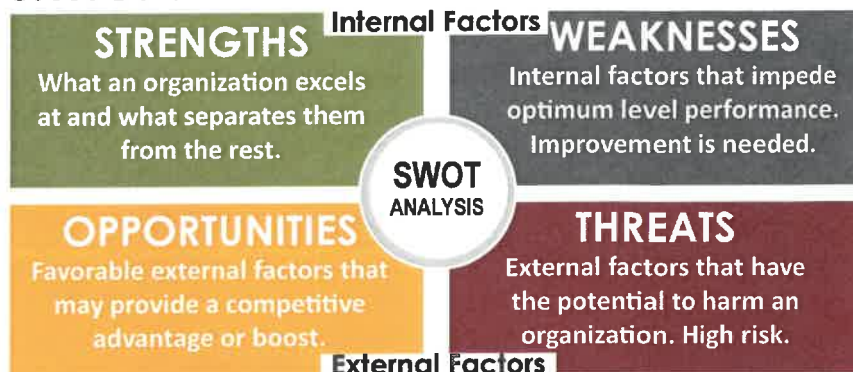 Internal Factors
STRENGTHS
What an organization excels
at and what separates them
from the rest.
WEAKNESSES
Internal factors that impede
optimum level performance.
Improvement is needed.
SWOT
ANALYSIS
OPPORTUNITIES
Favorable external factors that
may provide a competitive
advantage or boost.
THREATS
External factors that have
the potential to harm an
organization. High risk.
External Factors